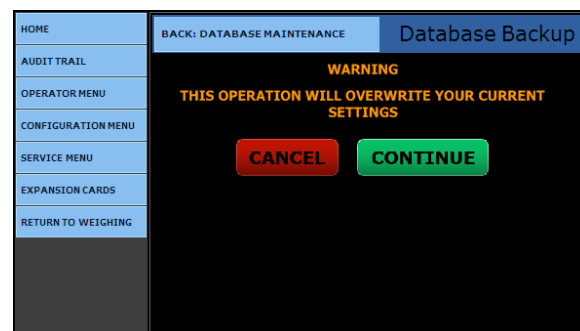 HOME
AUDIT TRAIL
OPERATOR MENU
CONFIGURATION MENU
SERVICE MENU
EXPANSION CARDS
RETURN TO WEIGHING
BACK: DATABASE MAINTENANCE
Database Backup
WARNING
THIS OPERATION WILL OVERWRITE YOUR CURRENT
SETTINGS
CANCEL
CONTINUE